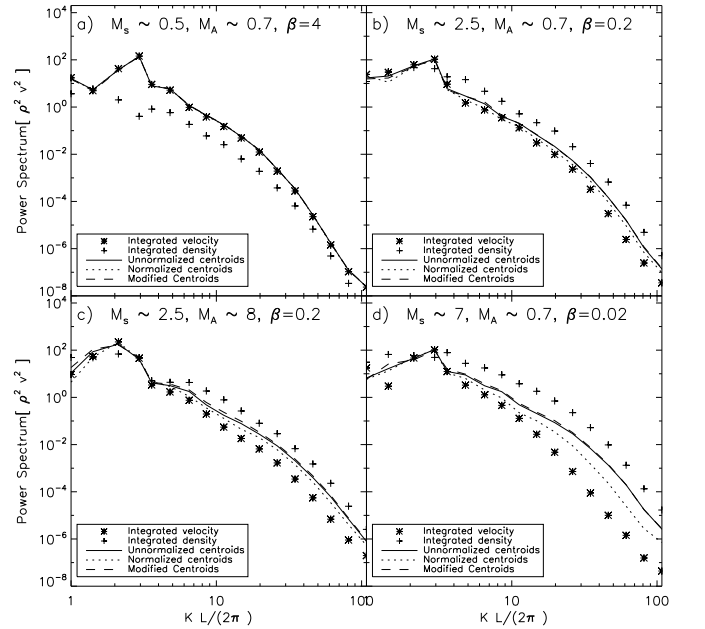 a) M_s ~ 0.5, M_A ~ 0.7, β=4
b) M_s ~ 2.5, M_A ~ 0.7, β=0.2
Power Spectrum[ ρ² v² ]
10⁴
10²
10⁰
10⁻²
10⁻⁴
10⁻⁶
10⁻⁸
Integrated velocity
Integrated density
Unnormalized centroids
Normalized centroids
Modified Centroids
Integrated velocity
Integrated density
Unnormalized centroids
Normalized centroids
Modified Centroids
c) M_s ~ 2.5, M_A ~ 8, β=0.2
d) M_s ~ 7, M_A ~ 0.7, β=0.02
Power Spectrum[ ρ² v² ]
10⁴
10²
10⁰
10⁻²
10⁻⁴
10⁻⁶
10⁻⁸
Integrated velocity
Integrated density
Unnormalized centroids
Normalized centroids
Modified Centroids
Integrated velocity
Integrated density
Unnormalized centroids
Normalized centroids
Modified Centroids
1 10 10 10 100
K L/(2π )
K L/(2π )